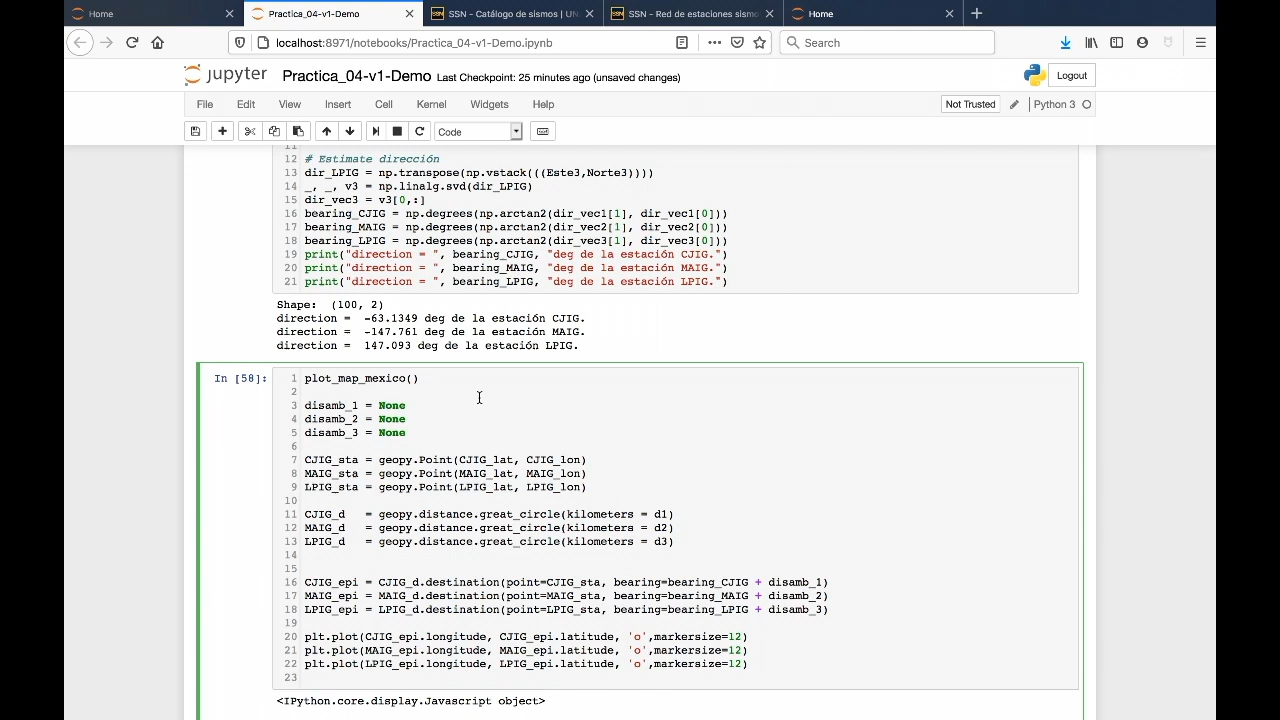 Home
Practica_04-v1-Demo
SSN - Catálogo de sismos | UN
SSN - Red de estaciones sismo
Home
localhost:8971/notebooks/Practica_04-v1-Demo.ipynb
Search
jupyter Practica_04-v1-Demo Last Checkpoint: 25 minutes ago (unsaved changes)
Logout
File Edit View Insert Cell Kernel Widgets Help
Not Trusted
Python 3
Code
11
12 # Estimate dirección
13 dir_LPIG = np.transpose(np.vstack(((Este3,Norte3))))
14 _, _, v3 = np.linalg.svd(dir_LPIG)
15 dir_vec3 = v3[0,:]
16 bearing_CJIG = np.degrees(np.arctan2(dir_vec1[1], dir_vec1[0]))
17 bearing_MAIG = np.degrees(np.arctan2(dir_vec2[1], dir_vec2[0]))
18 bearing_LPIG = np.degrees(np.arctan2(dir_vec3[1], dir_vec3[0]))
19 print("direction = ", bearing_CJIG, "deg de la estación CJIG.")
20 print("direction = ", bearing_MAIG, "deg de la estación MAIG.")
21 print("direction = ", bearing_LPIG, "deg de la estación LPIG.")
Shape:  (100, 2)
direction =  -63.1349 deg de la estación CJIG.
direction =  -147.761 deg de la estación MAIG.
direction =  147.093 deg de la estación LPIG.
In [58]:
1 plot_map_mexico()
2
3 disamb_1 = None
4 disamb_2 = None
5 disamb_3 = None
6
7 CJIG_sta = geopy.Point(CJIG_lat, CJIG_lon)
8 MAIG_sta = geopy.Point(MAIG_lat, MAIG_lon)
9 LPIG_sta = geopy.Point(LPIG_lat, LPIG_lon)
10
11 CJIG_d   = geopy.distance.great_circle(kilometers = d1)
12 MAIG_d   = geopy.distance.great_circle(kilometers = d2)
13 LPIG_d   = geopy.distance.great_circle(kilometers = d3)
14
15
16 CJIG_epi = CJIG_d.destination(point=CJIG_sta, bearing=bearing_CJIG + disamb_1)
17 MAIG_epi = MAIG_d.destination(point=MAIG_sta, bearing=bearing_MAIG + disamb_2)
18 LPIG_epi = LPIG_d.destination(point=LPIG_sta, bearing=bearing_LPIG + disamb_3)
19
20 plt.plot(CJIG_epi.longitude, CJIG_epi.latitude, 'o',markersize=12)
21 plt.plot(MAIG_epi.longitude, MAIG_epi.latitude, 'o',markersize=12)
22 plt.plot(LPIG_epi.longitude, LPIG_epi.latitude, 'o',markersize=12)
23
<IPython.core.display.Javascript object>